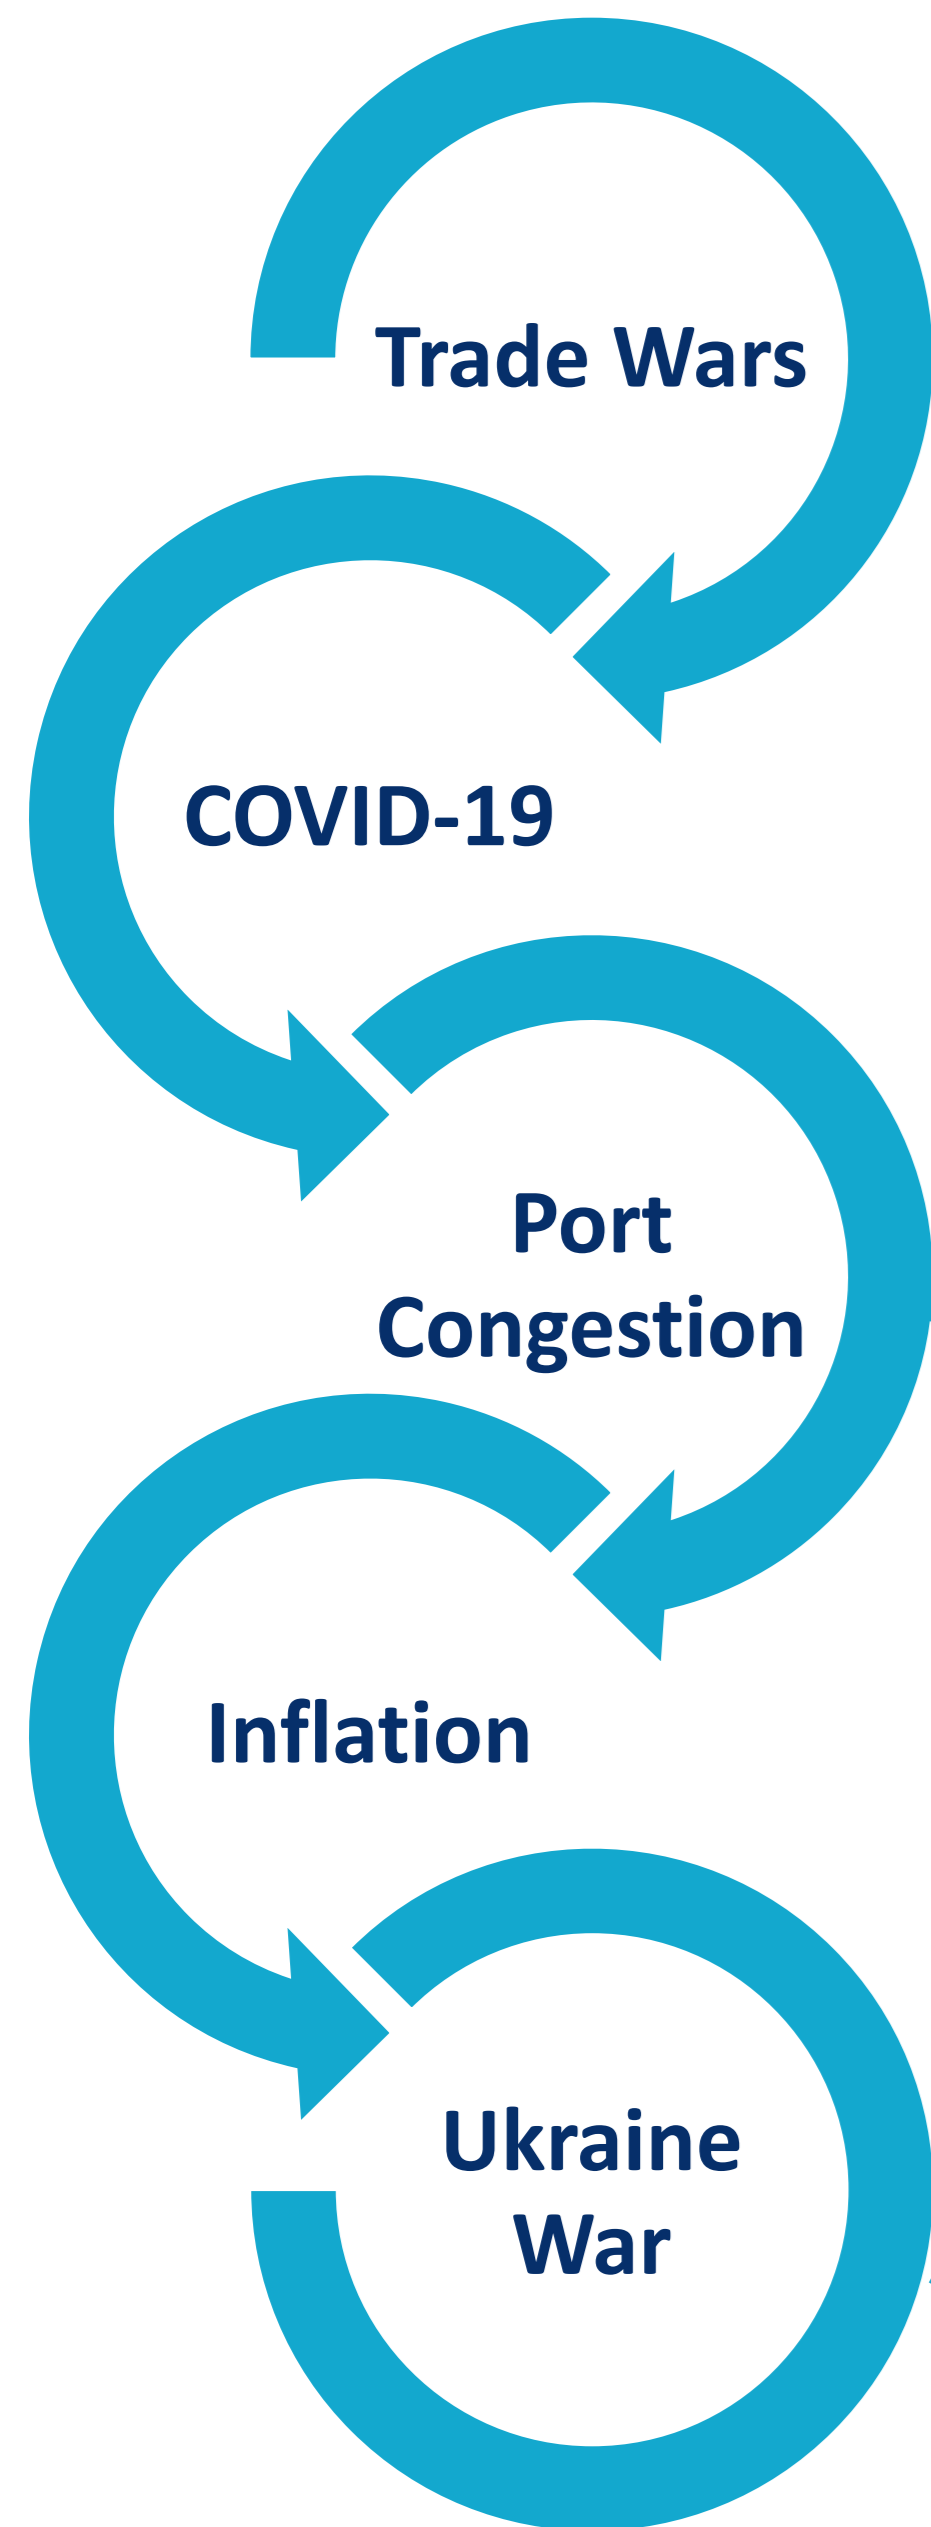 Trade Wars
COVID-19
Port
Congestion
Inflation
Ukraine
War